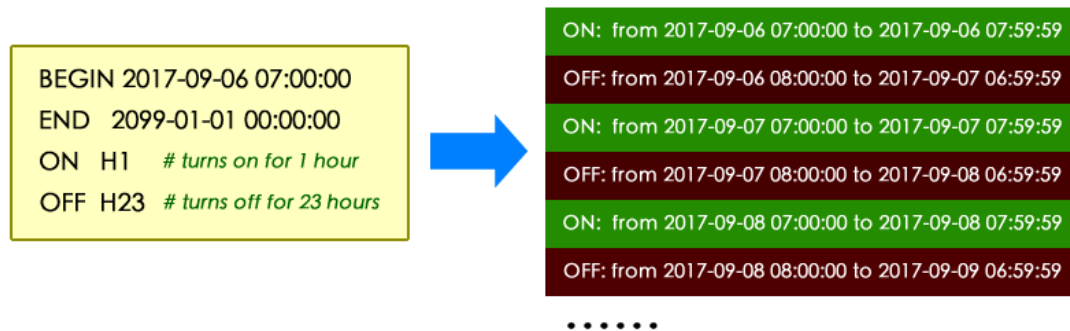 BEGIN 2017-09-06 07:00:00
END 2099-01-01 00:00:00
ON H1 # turns on for 1 hour
OFF H23 # turns off for 23 hours
ON: from 2017-09-06 07:00:00 to 2017-09-06 07:59:59
OFF: from 2017-09-06 08:00:00 to 2017-09-07 06:59:59
ON: from 2017-09-07 07:00:00 to 2017-09-07 07:59:59
OFF: from 2017-09-07 08:00:00 to 2017-09-08 06:59:59
ON: from 2017-09-08 07:00:00 to 2017-09-08 07:59:59
OFF: from 2017-09-08 08:00:00 to 2017-09-09 06:59:59
......